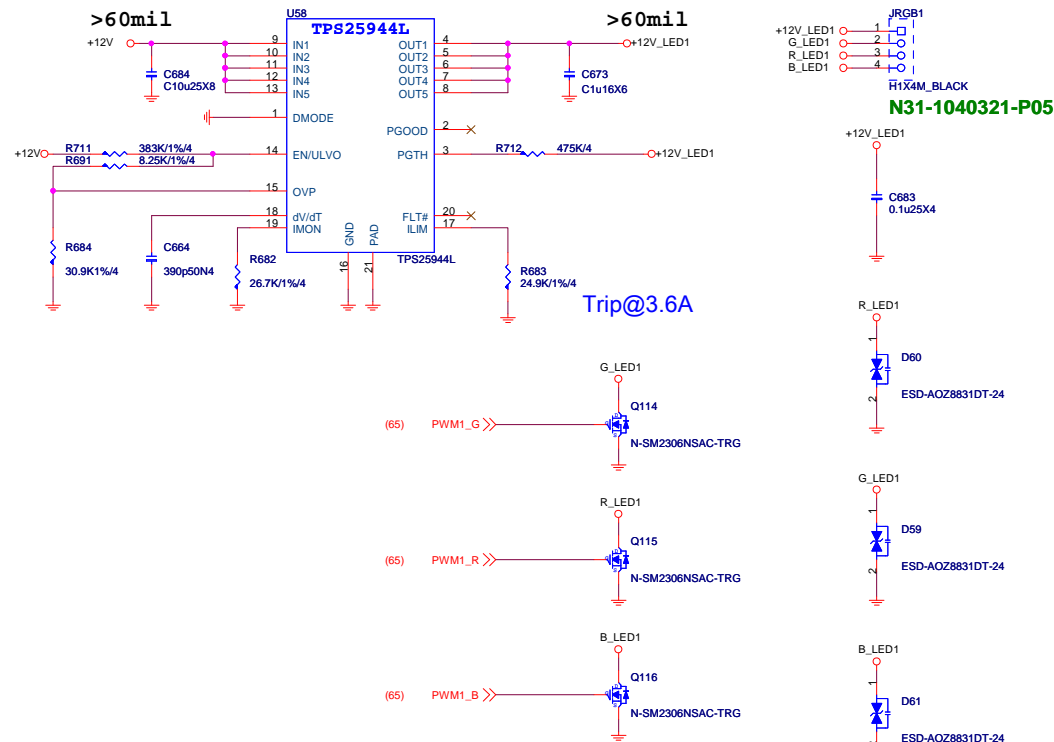 >60mil
U58
TPS25944L
>60mil
JRGB1
+12V
9 IN1 OUT1 4
10 IN2 OUT2 5
11 IN3 OUT3 6
12 IN4 OUT4 7
13 IN5 OUT5 8
+12V_LED1
C684
C10u25X8
C673
C1u16X6
+12V_LED1 1
G_LED1 2
R_LED1 3
B_LED1 4
H1X4M_BLACK
N31-1040321-P05
1 DMODE
PGOOD 2
+12V R711 383K/1%/4 14 EN/ULVO
R691 8.25K/1%/4
PGTH 3 R712 475K/4 +12V_LED1
15 OVP
18 dV/dT FLT# 20
19 IMON ILIM 17
GND PAD
16 21
TPS25944L
R684
30.9K1%/4
C664
390p50N4
R682
26.7K/1%/4
R683
24.9K/1%/4
Trip@3.6A
+12V_LED1
C683
0.1u25X4
R_LED1
1
D60
ESD-AOZ8831DT-24
2
G_LED1
Q114
(65) PWM1_G
N-SM2306NSAC-TRG
G_LED1
1
D59
ESD-AOZ8831DT-24
2
R_LED1
Q115
(65) PWM1_R
N-SM2306NSAC-TRG
B_LED1
Q116
(65) PWM1_B
N-SM2306NSAC-TRG
B_LED1
1
D61
ESD-AOZ8831DT-24